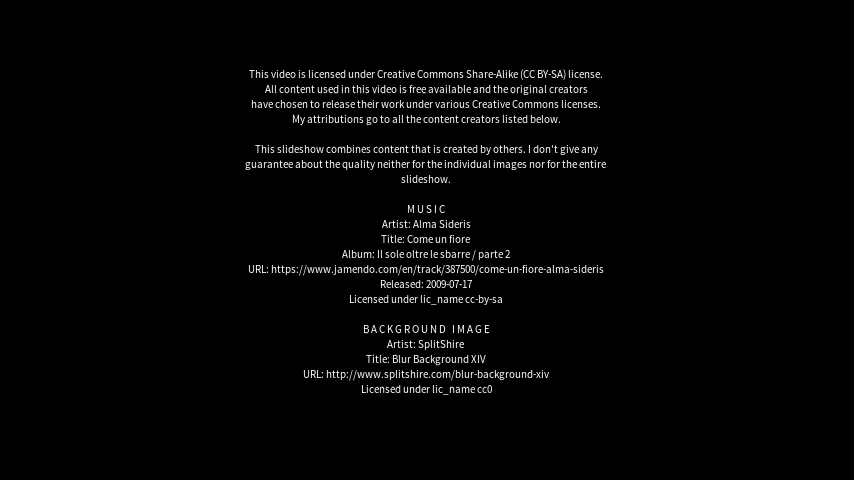 This video is licensed under Creative Commons Share-Alike (CC BY-SA) license.
All content used in this video is free available and the original creators
have chosen to release their work under various Creative Commons licenses.
My attributions go to all the content creators listed below.
This slideshow combines content that is created by others. I don't give any
guarantee about the quality neither for the individual images nor for the entire
slideshow.
MUSIC
Artist: Alma Sideris
Title: Come un fiore
Album: Il sole oltre le sbarre / parte 2
URL: https://www.jamendo.com/en/track/387500/come-un-fiore-alma-sideris
Released: 2009-07-17
Licensed under lic_name cc-by-sa
BACKGROUND IMAGE
Artist: SplitShire
Title: Blur Background XIV
URL: http://www.splitshire.com/blur-background-xiv
Licensed under lic_name cc0